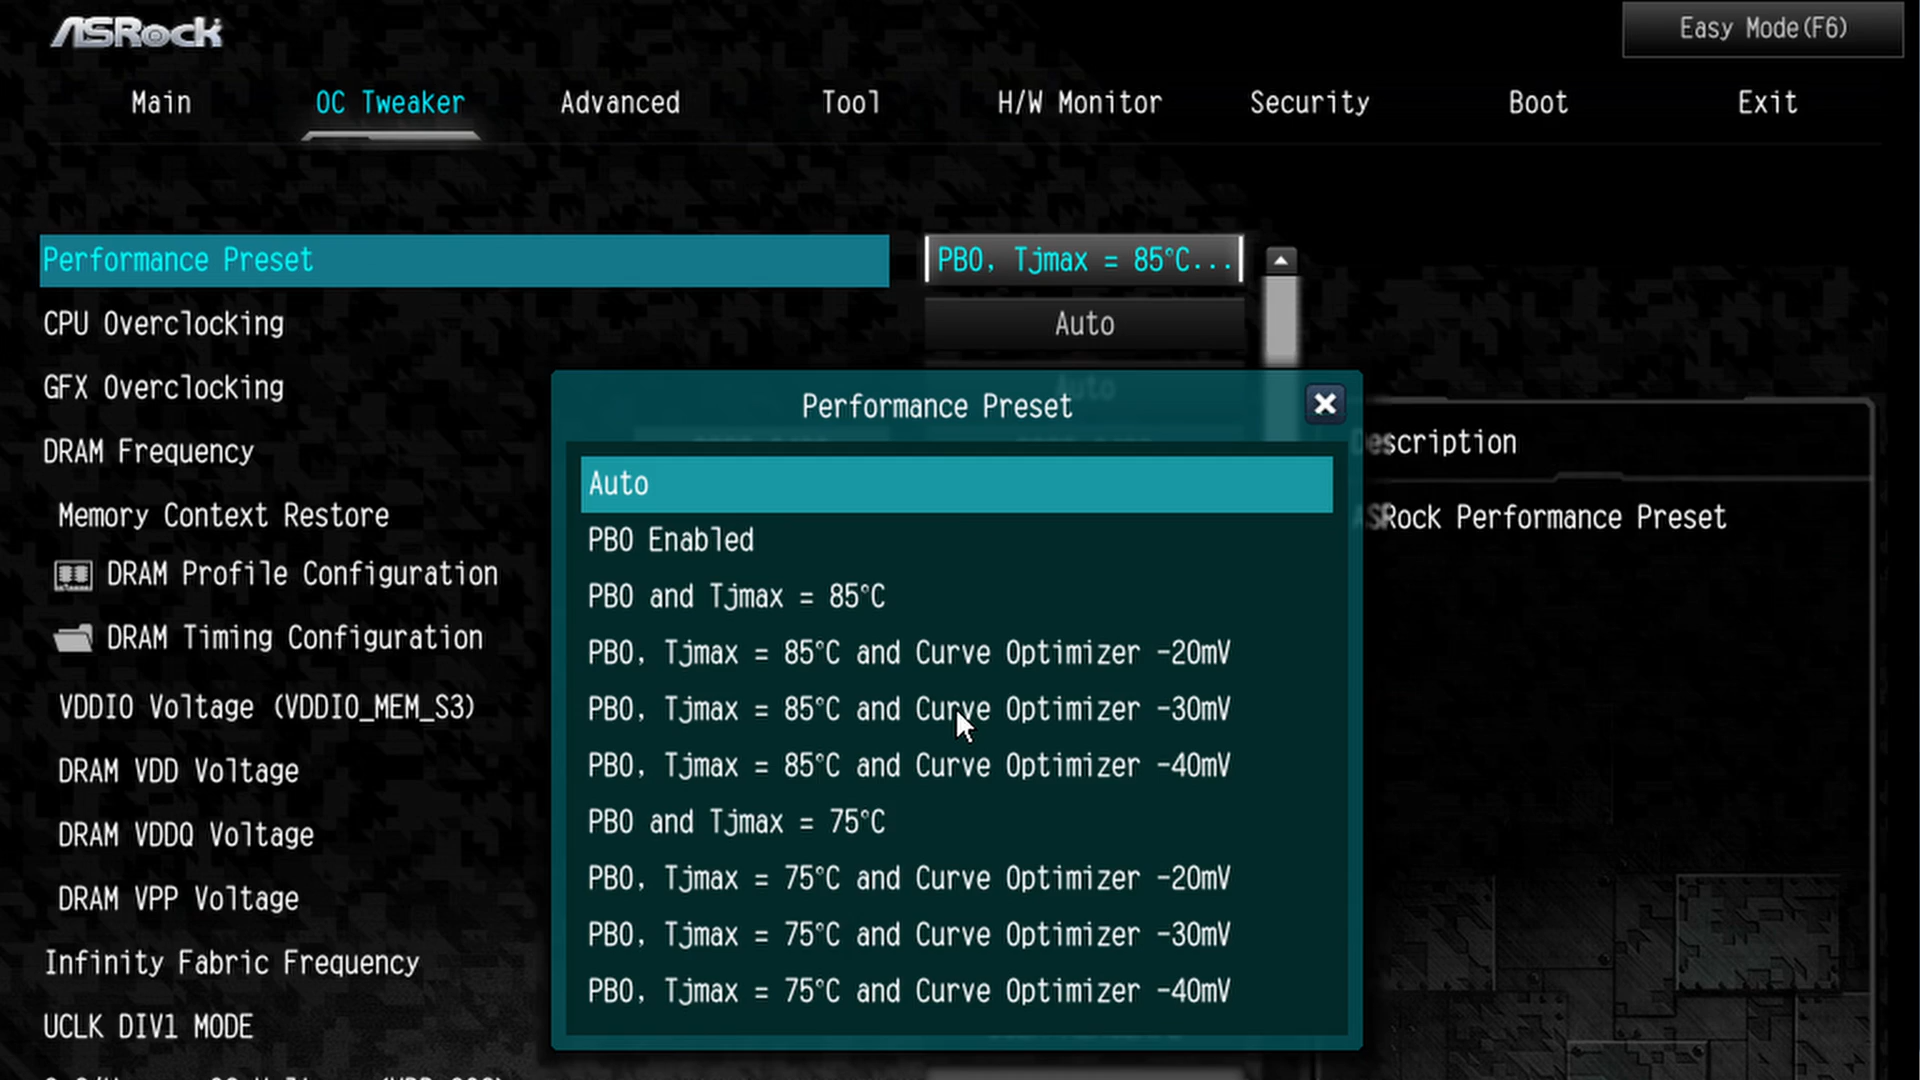 ASRock
Easy Mode(F6)
Main
OC Tweaker
Advanced
Tool
H/W Monitor
Security
Boot
Exit
Performance Preset
PBO, Tjmax = 85°C...
CPU Overclocking
Auto
GFX Overclocking
Auto
DRAM Frequency
Memory Context Restore
DRAM Profile Configuration
DRAM Timing Configuration
VDDIO Voltage (VDDIO_MEM_S3)
DRAM VDD Voltage
DRAM VDDQ Voltage
DRAM VPP Voltage
Infinity Fabric Frequency
UCLK DIV1 MODE
Performance Preset
Auto
PBO Enabled
PBO and Tjmax = 85°C
PBO, Tjmax = 85°C and Curve Optimizer -20mV
PBO, Tjmax = 85°C and Curve Optimizer -30mV
PBO, Tjmax = 85°C and Curve Optimizer -40mV
PBO and Tjmax = 75°C
PBO, Tjmax = 75°C and Curve Optimizer -20mV
PBO, Tjmax = 75°C and Curve Optimizer -30mV
PBO, Tjmax = 75°C and Curve Optimizer -40mV
Description
ASRock Performance Preset